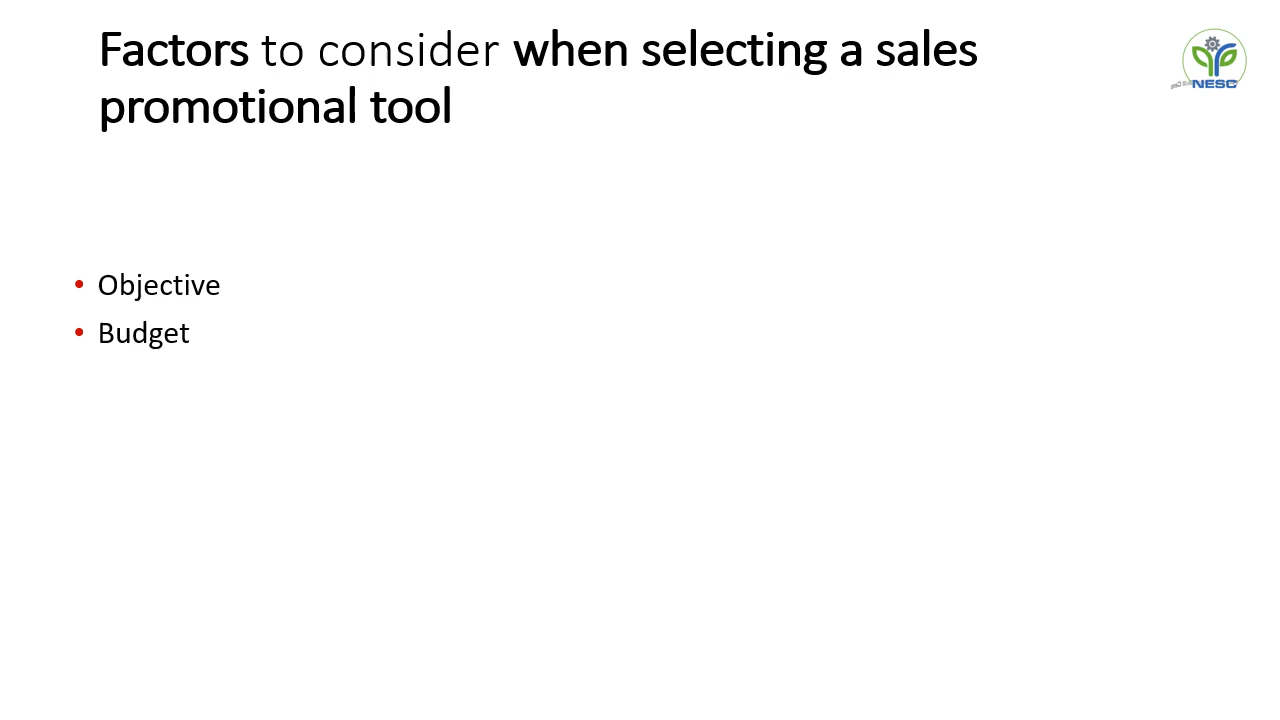 Factors to consider when selecting a sales
promotional tool
NESC
• Objective
• Budget